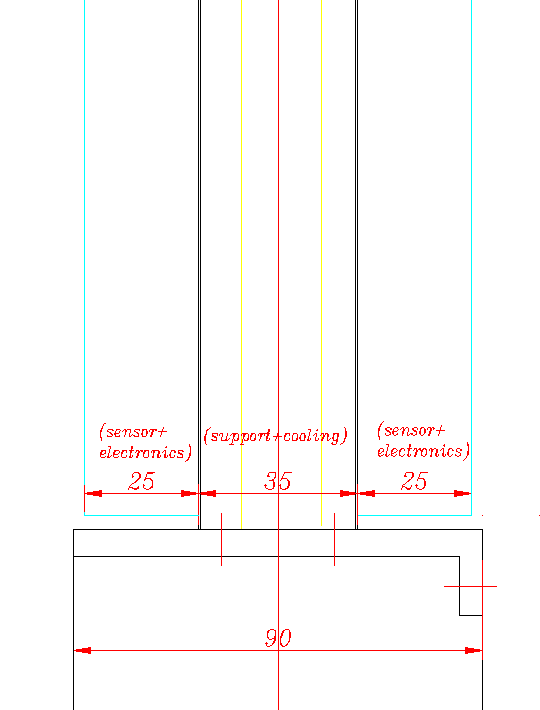 (sensor+
electronics)
(support+cooling)
(sensor+
electronics)
25
35
25
90